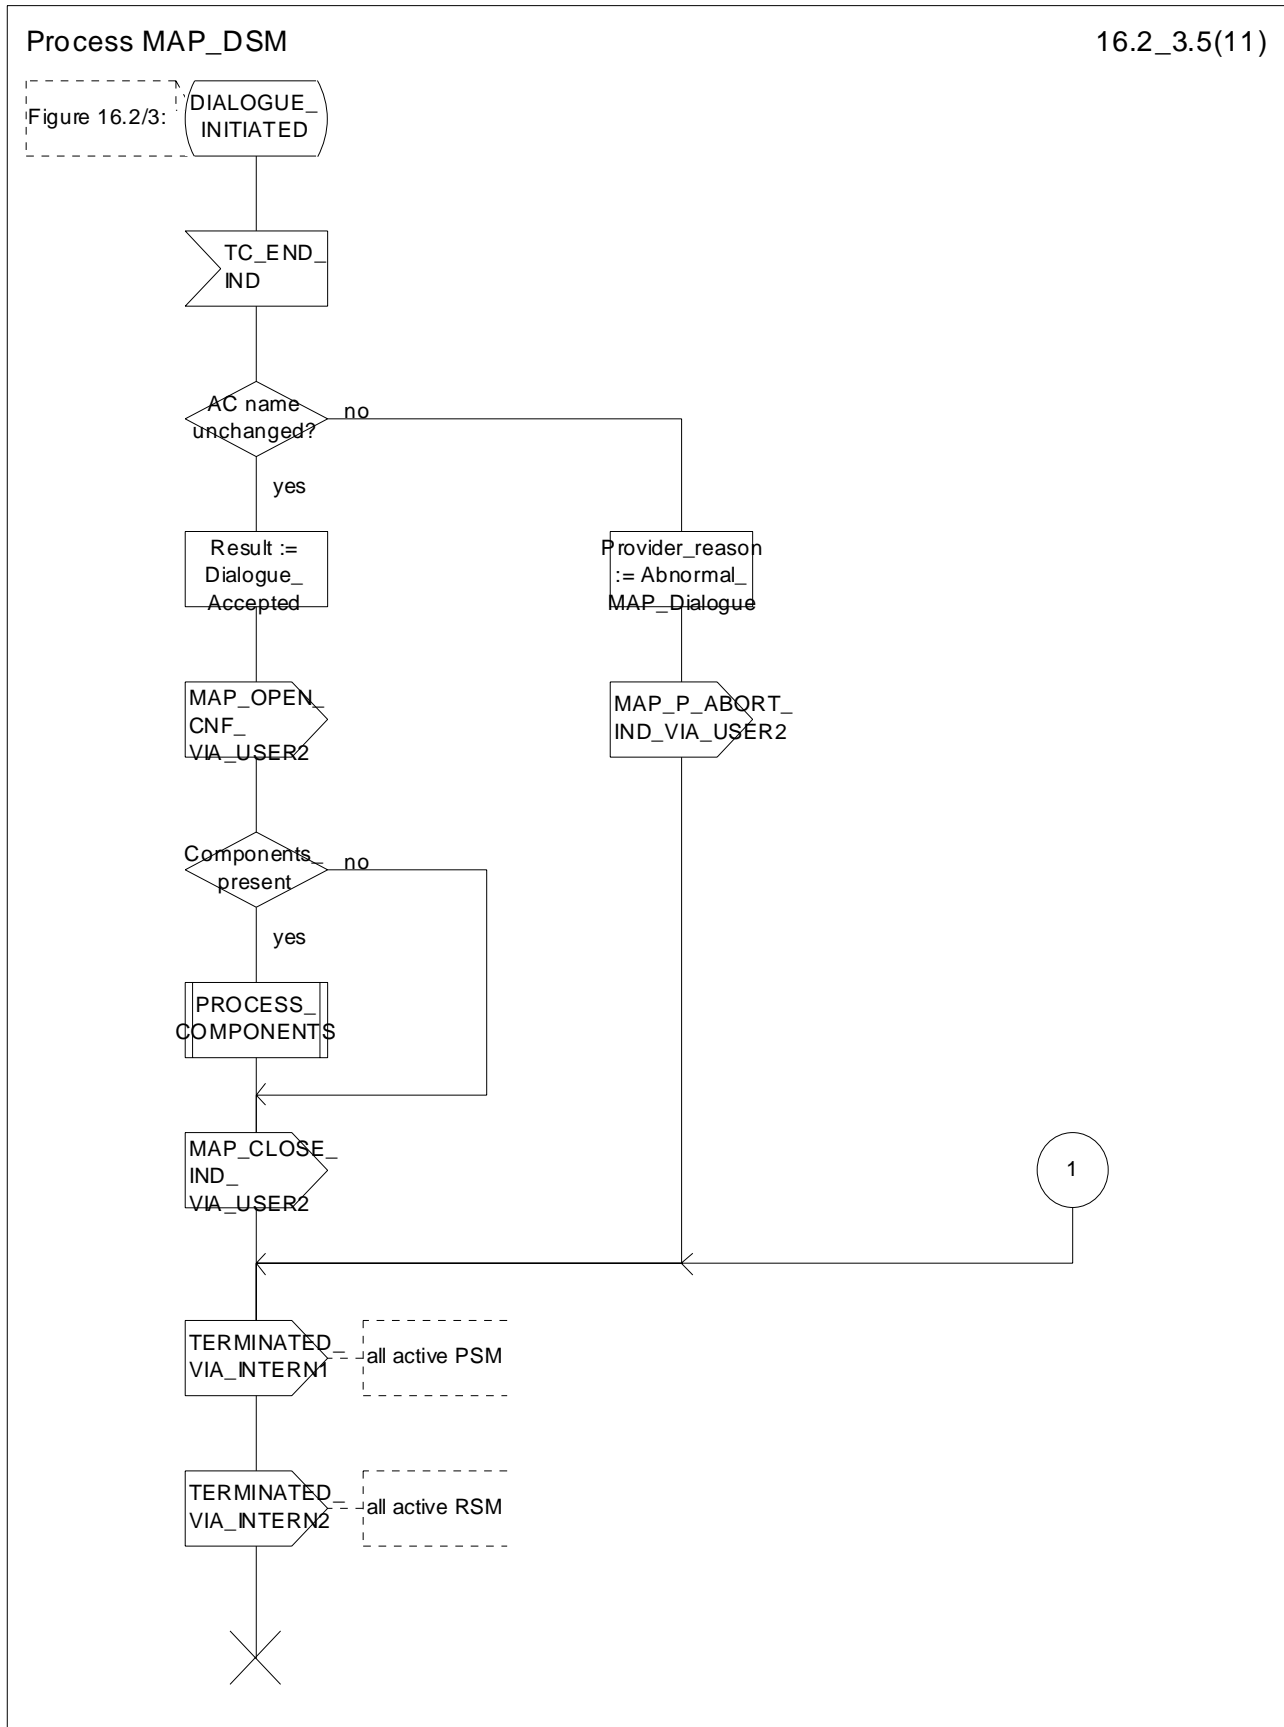 Process MAP_DSM
16.2_3.5(11)
Figure 16.2/3:
DIALOGUE_
INITIATED
TC_END_
IND
AC name
unchanged?
no
yes
Result :=
Dialogue_
Accepted
Provider_reason
:= Abnormal_
MAP_Dialogue
MAP_OPEN_
CNF_
VIA_USER2
MAP_P_ABORT_
IND_VIA_USER2
Components_
present
no
yes
PROCESS_
COMPONENTS
MAP_CLOSE_
IND_
VIA_USER2
1
TERMINATED_
VIA_INTERN1
all active PSM
TERMINATED_
VIA_INTERN2
all active RSM